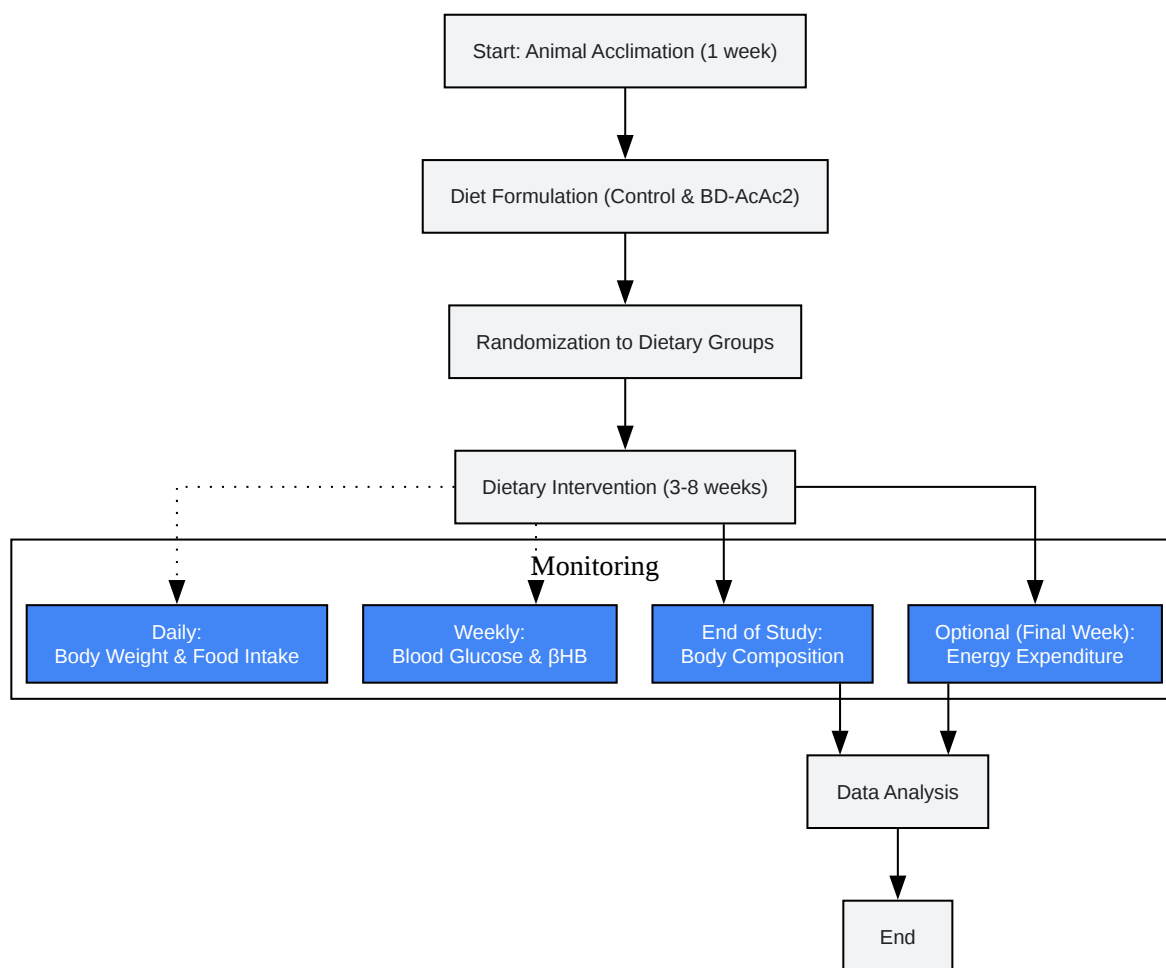 Start: Animal Acclimation (1 week)
Diet Formulation (Control & BD-AcAc2)
Randomization to Dietary Groups
Dietary Intervention (3-8 weeks)
Monitoring
Daily:
Body Weight & Food Intake
Weekly:
Blood Glucose & βHB
End of Study:
Body Composition
Optional (Final Week):
Energy Expenditure
Data Analysis
End